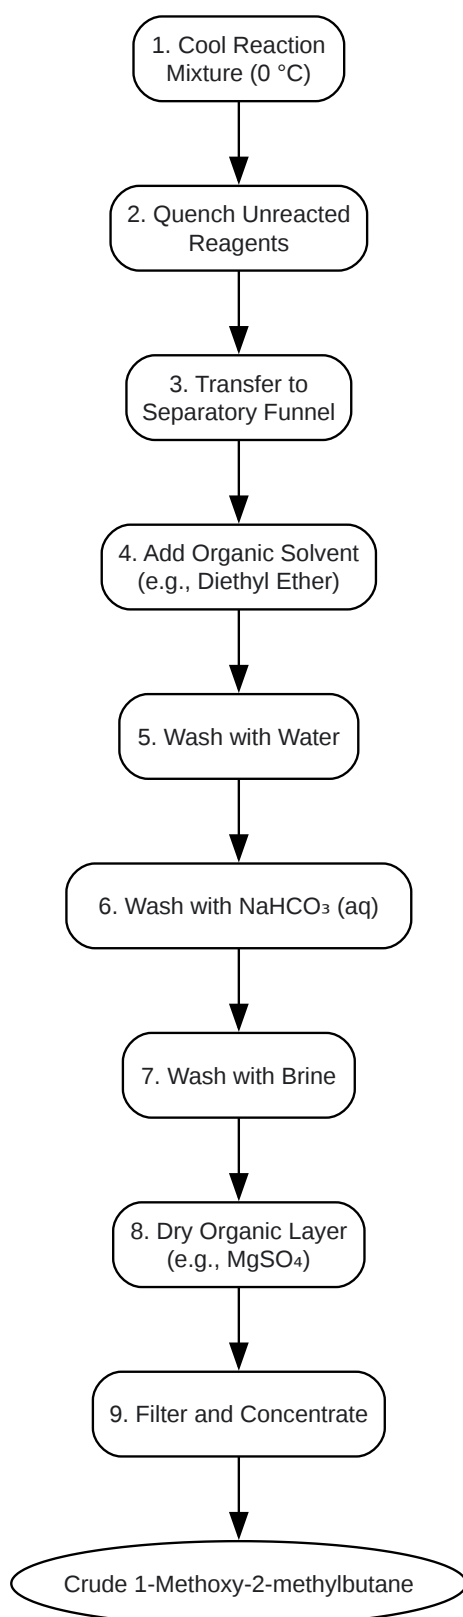 1. Cool Reaction
Mixture (0 °C)
2. Quench Unreacted
Reagents
3. Transfer to
Separatory Funnel
4. Add Organic Solvent
(e.g., Diethyl Ether)
5. Wash with Water
6. Wash with NaHCO₃ (aq)
7. Wash with Brine
8. Dry Organic Layer
(e.g., MgSO₄)
9. Filter and Concentrate
Crude 1-Methoxy-2-methylbutane